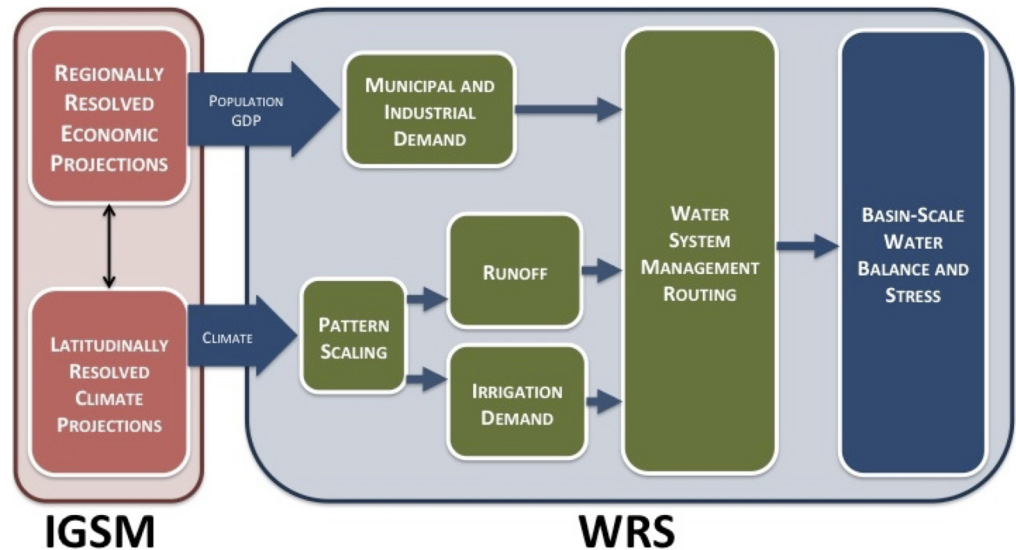 REGIONALLY
RESOLVED
ECONOMIC
PROJECTIONS
POPULATION
GDP
MUNICIPAL AND
INDUSTRIAL
DEMAND
WATER
SYSTEM
MANAGEMENT
ROUTING
BASIN-SCALE
WATER
BALANCE AND
STRESS
LATITUDINALLY
RESOLVED
CLIMATE
PROJECTIONS
CLIMATE
PATTERN
SCALING
RUNOFF
IRRIGATION
DEMAND
IGSM
WRS